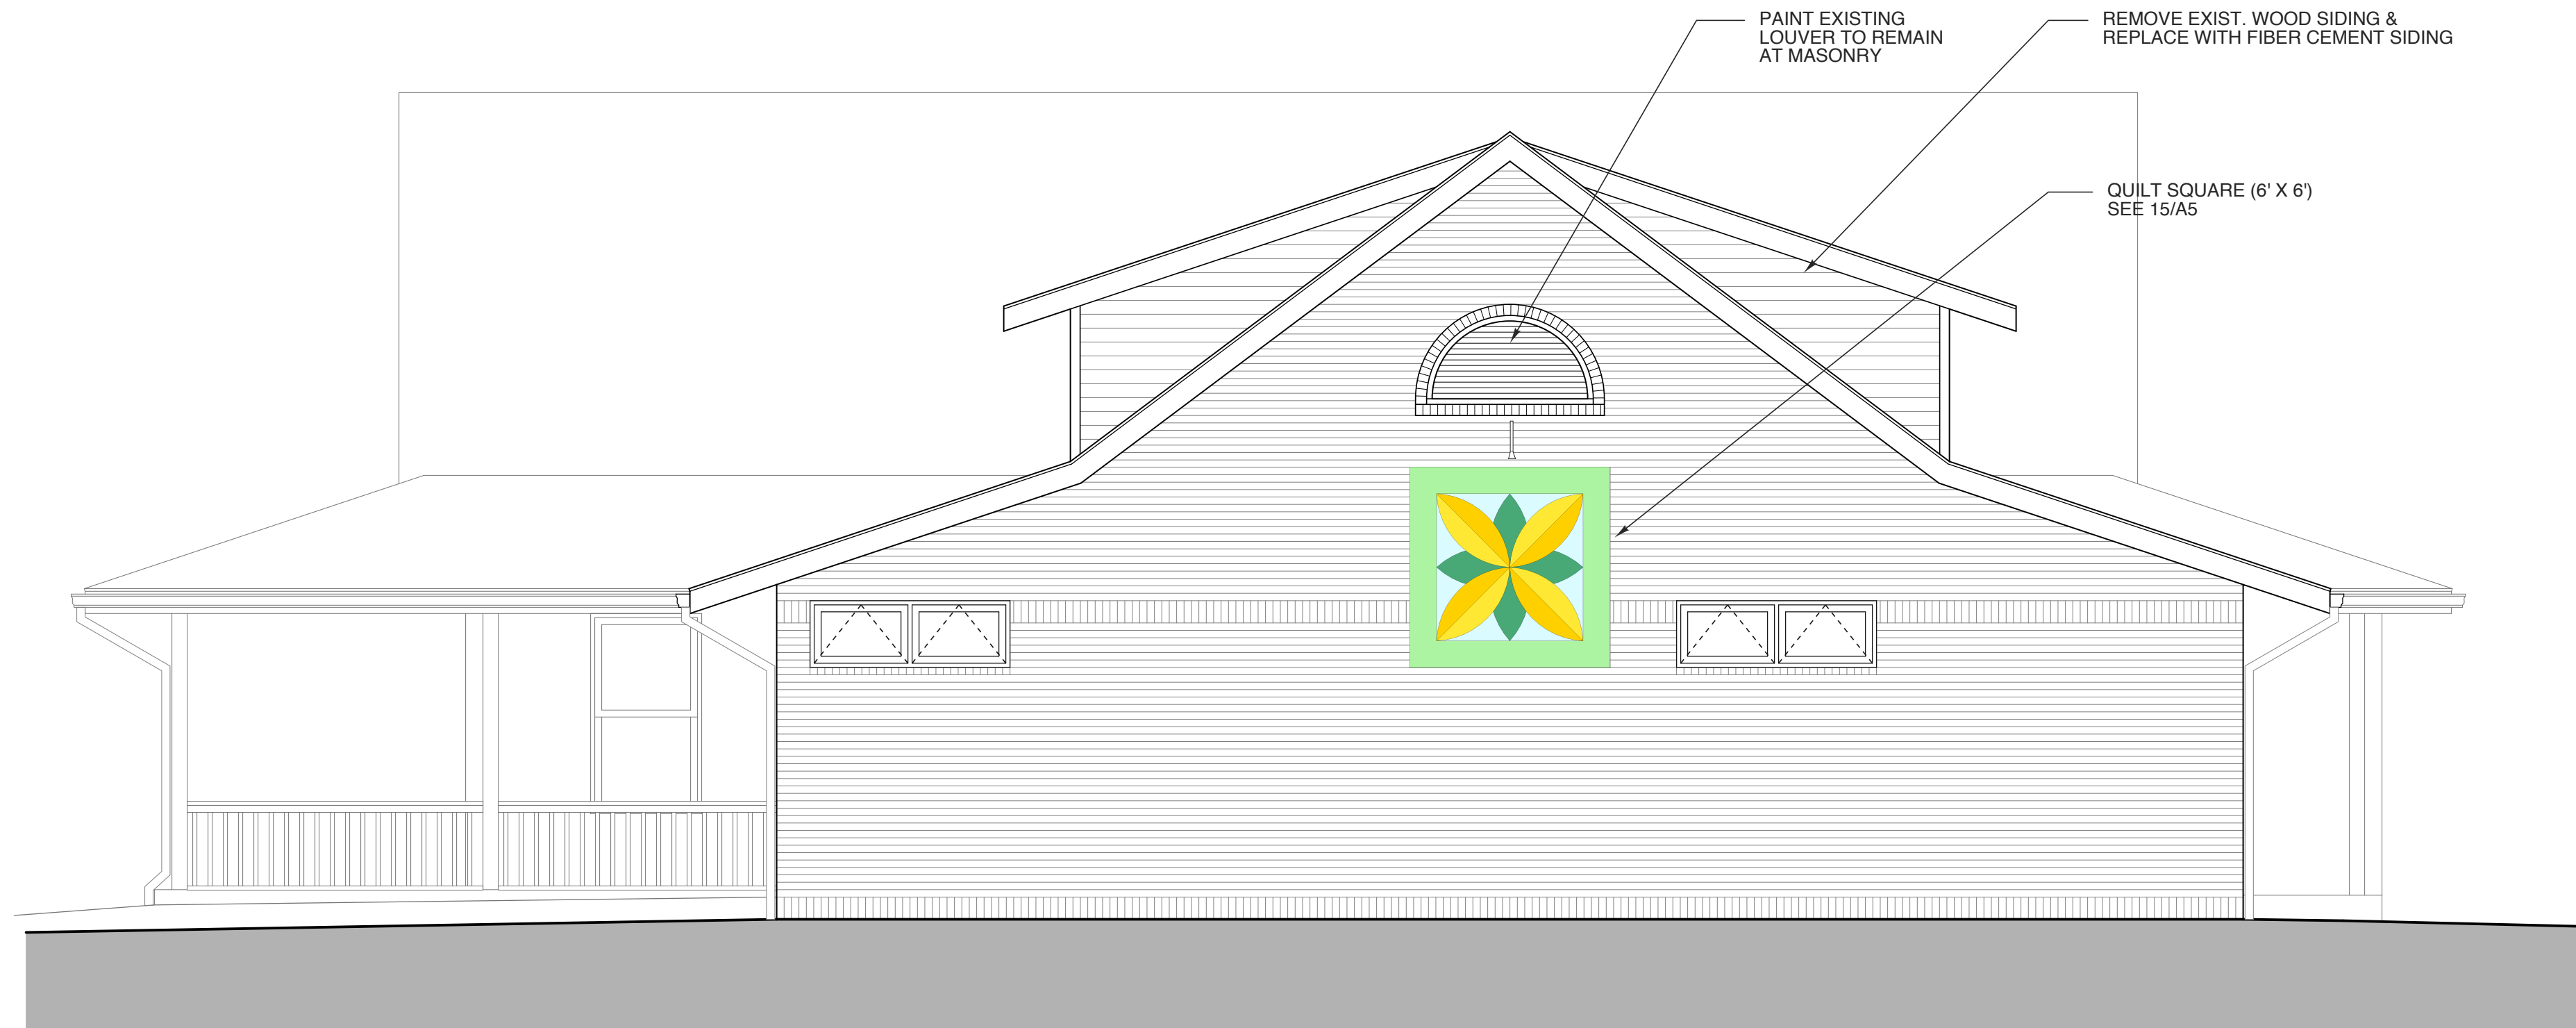 PAINT EXISTING
LOUVER TO REMAIN
AT MASONRY
REMOVE EXIST. WOOD SIDING &
REPLACE WITH FIBER CEMENT SIDING
QUILT SQUARE (6' X 6')
SEE 15/A5